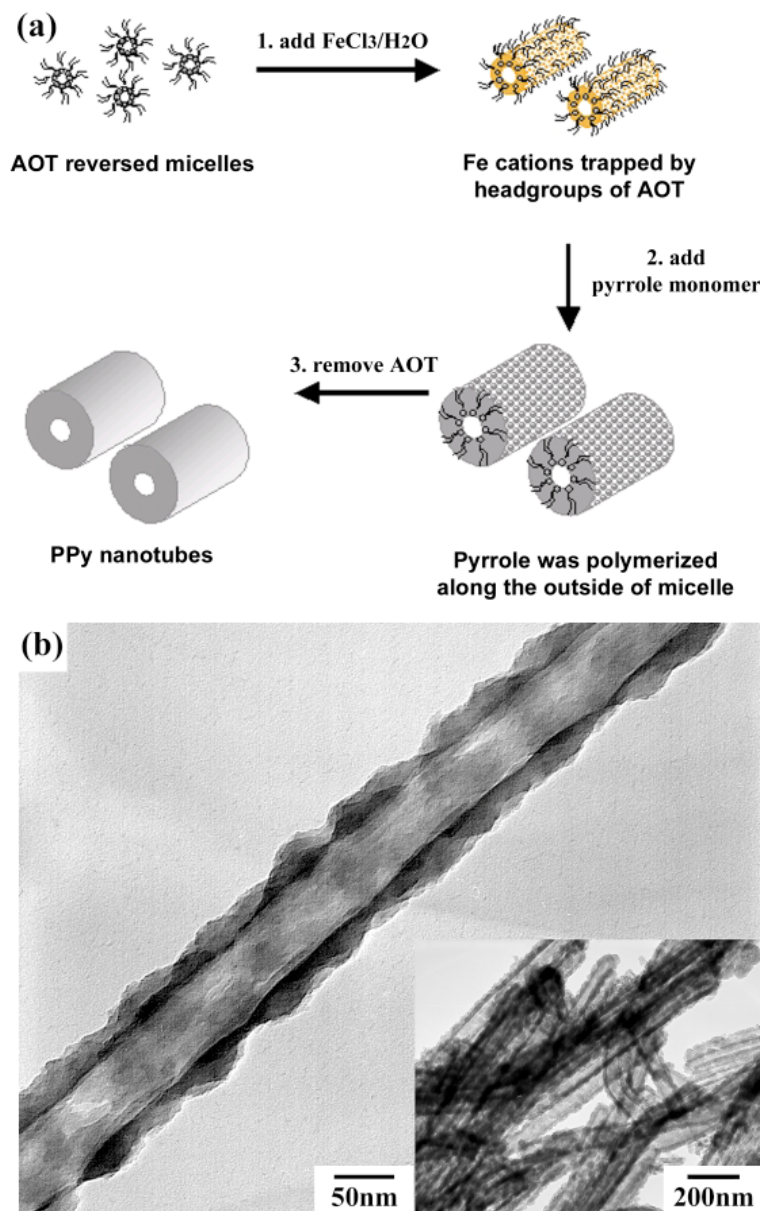 (a)
1. add FeCl3/H2O
AOT reversed micelles
Fe cations trapped by
headgroups of AOT
2. add
pyrrole monomer
3. remove AOT
PPy nanotubes
Pyrrole was polymerized
along the outside of micelle
(b)
50nm
200nm